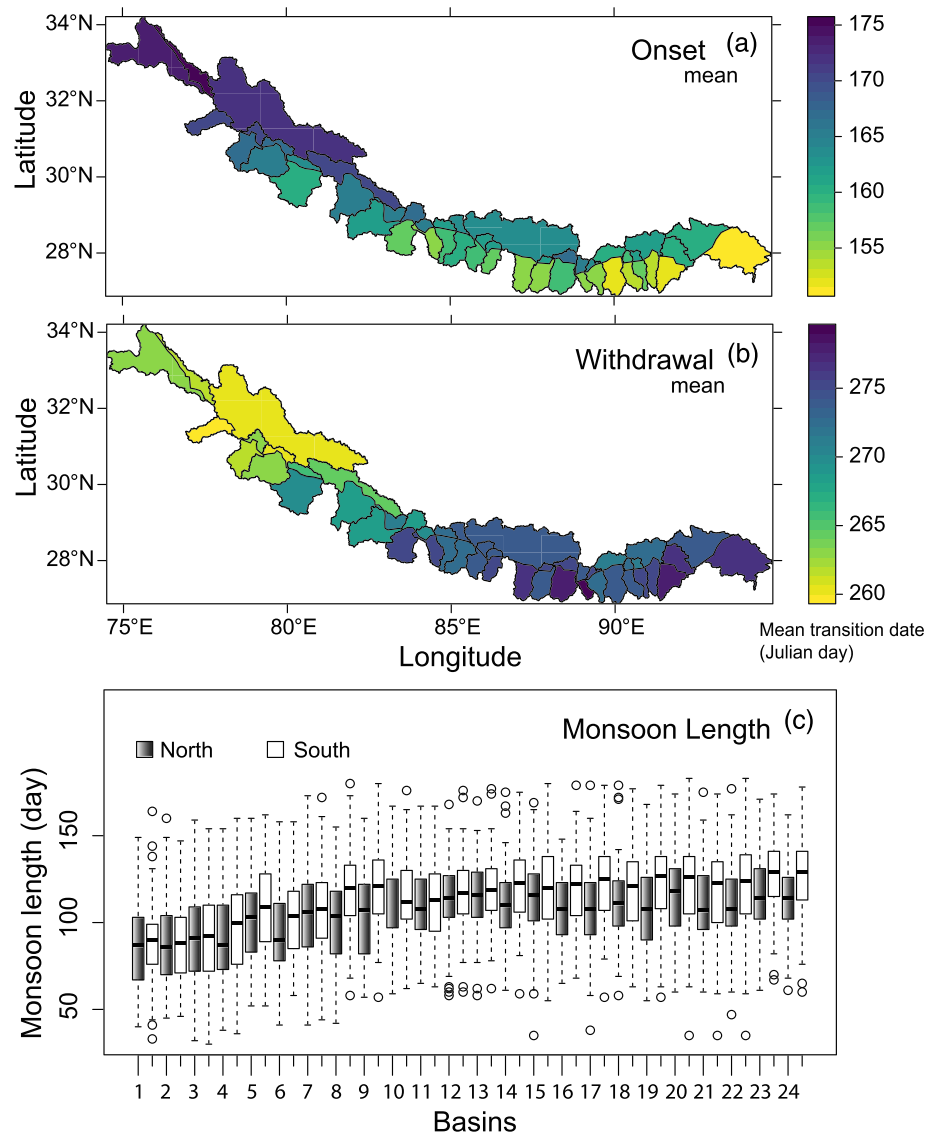 34°N
32°N
30°N
28°N
Latitude
Onset
mean
(a)
175
170
165
160
155
34°N
32°N
30°N
28°N
Latitude
Withdrawal
mean
(b)
275
270
265
260
75°E 80°E 85°E 90°E
Longitude
Mean transition date
(Julian day)
Monsoon Length (c)
North South
150
100
50
Monsoon length (day)
1 2 3 4 5 6 7 8 9 10 11 12 13 14 15 16 17 18 19 20 21 22 23 24
Basins